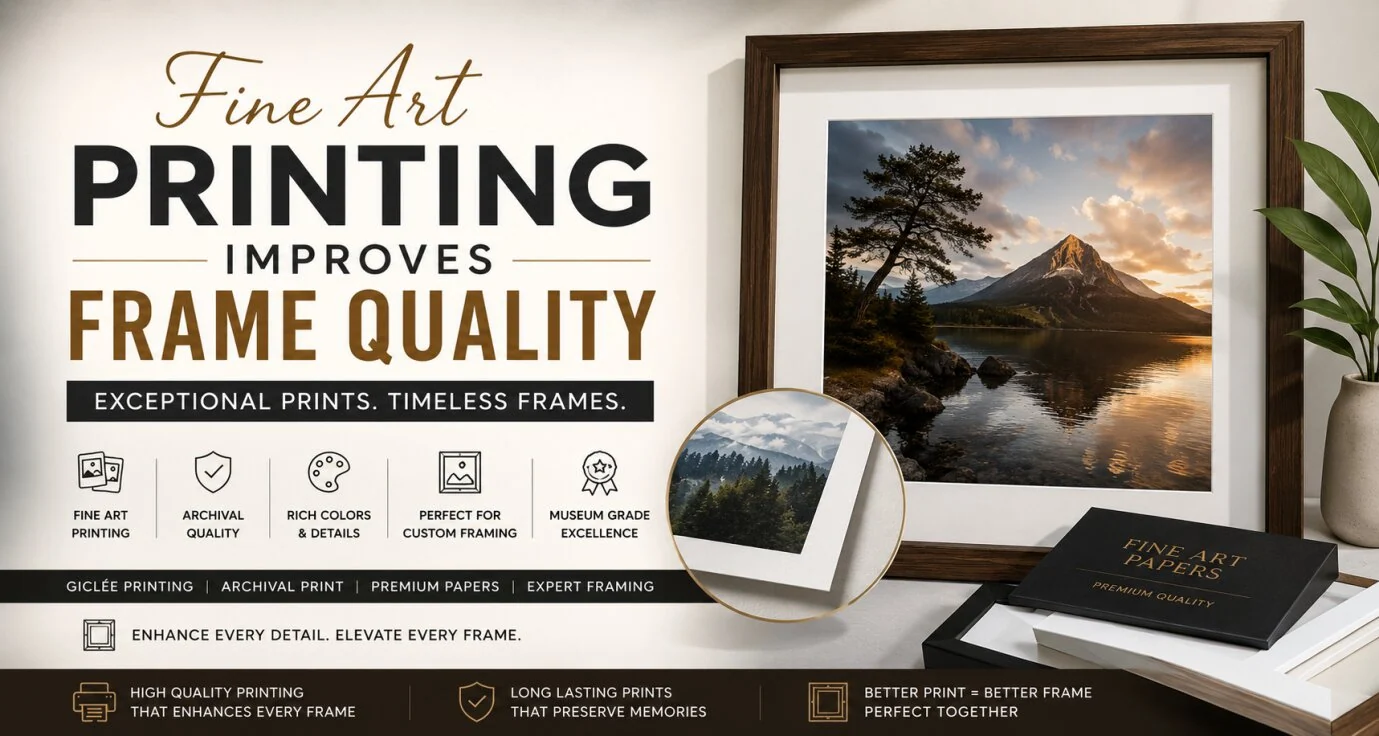 Fine Art
PRINTING
IMPROVES
FRAME QUALITY
EXCEPTIONAL PRINTS. TIMELESS FRAMES.
FINE ART
PRINTING
ARCHIVAL
QUALITY
RICH COLORS
& DETAILS
PERFECT FOR
CUSTOM FRAMING
MUSEUM GRADE
EXCELLENCE
GICLÉE PRINTING | ARCHIVAL PRINT | PREMIUM PAPERS | EXPERT FRAMING
ENHANCE EVERY DETAIL. ELEVATE EVERY FRAME.
HIGH QUALITY PRINTING
THAT ENHANCES EVERY FRAME
LONG LASTING PRINTS
THAT PRESERVE MEMORIES
BETTER PRINT = BETTER FRAME
PERFECT TOGETHER
FINE ART
PAPERS
PREMIUM QUALITY